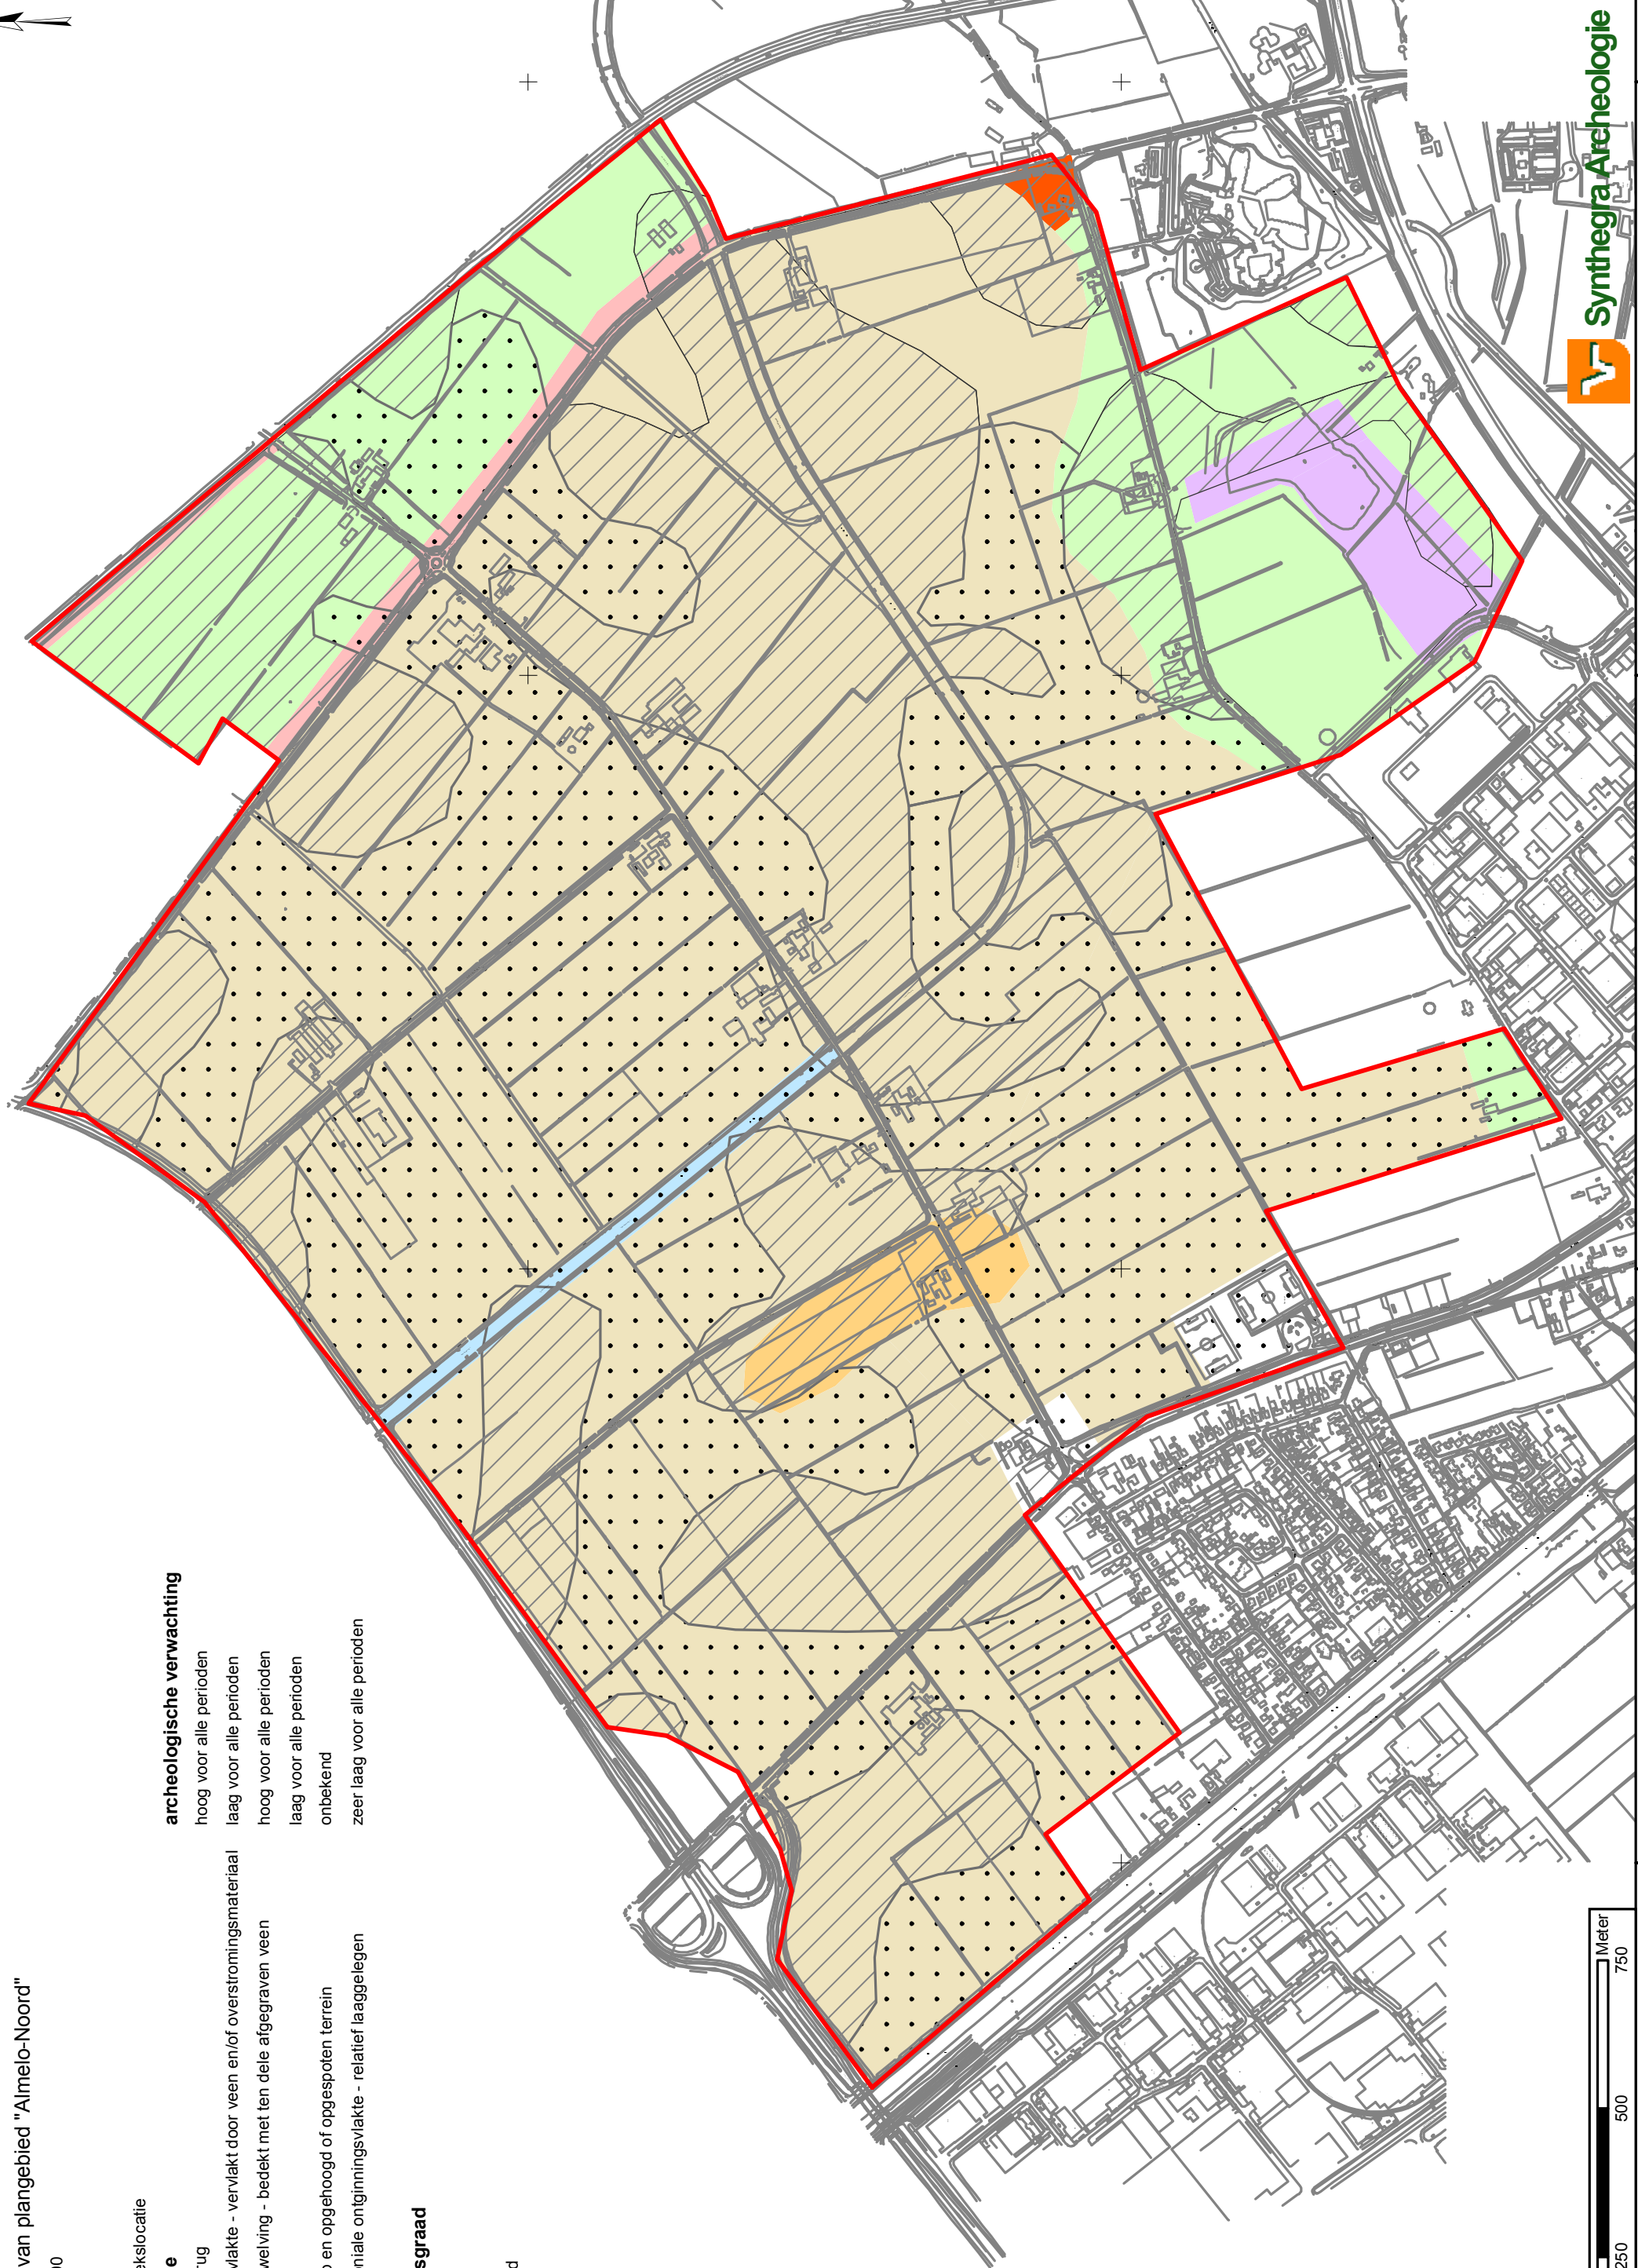 van plangebied "Almelo-Noord"
00
ekslocatie
e archeologische verwachting
rug hoog voor alle perioden
vlakte - vervlakt door veen en/of overstromingsmateriaal laag voor alle perioden
welving - bedekt met ten dele afgegraven veen hoog voor alle perioden
laag voor alle perioden
o en opgehoogd of opgespoten terrein onbekend
niale ontginningsvlakte - relatief laaggelegen zeer laag voor alle perioden
sgraad
d
250 500 750
Meter
Synthegra Archeologie